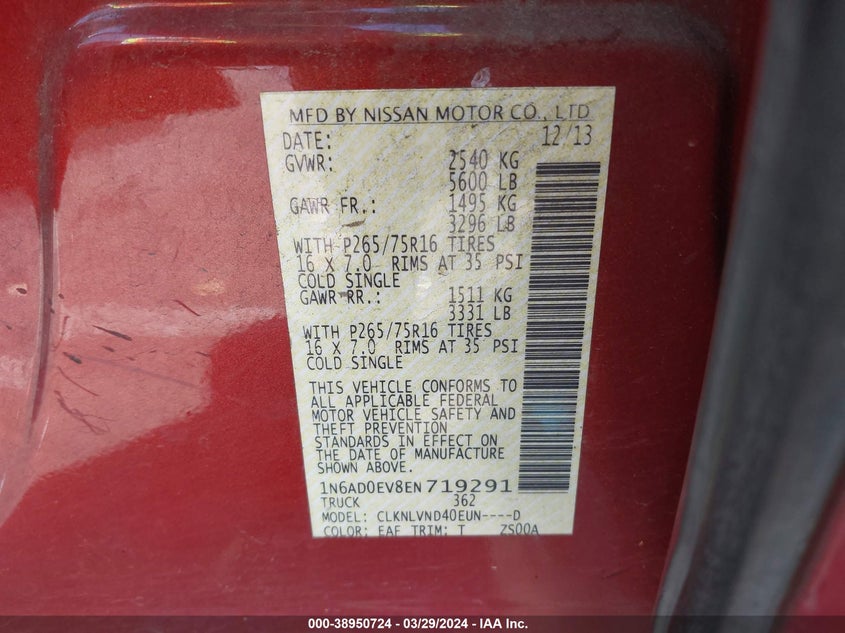 MFD BY NISSAN MOTOR CO., LTD
DATE: 12/13
GVWR: 2540 KG
5600 LB
GAWR FR.: 1495 KG
3296 LB
WITH P265/75R16 TIRES
16 X 7.0 RIMS AT 35 PSI
COLD SINGLE
GAWR RR.: 1511 KG
3331 LB
WITH P265/75R16 TIRES
16 X 7.0 RIMS AT 35 PSI
COLD SINGLE
THIS VEHICLE CONFORMS TO
ALL APPLICABLE FEDERAL
MOTOR VEHICLE SAFETY AND
THEFT PREVENTION
STANDARDS IN EFFECT ON
THE DATE OF MANUFACTURE
SHOWN ABOVE.
1N6AD0EV8EN719291
TRUCK 362
MODEL: CLKNLVND40EUN----D
COLOR: EAF TRIM: T ZS00A
000-38950724 — 03/29/2024 - IAA Inc.